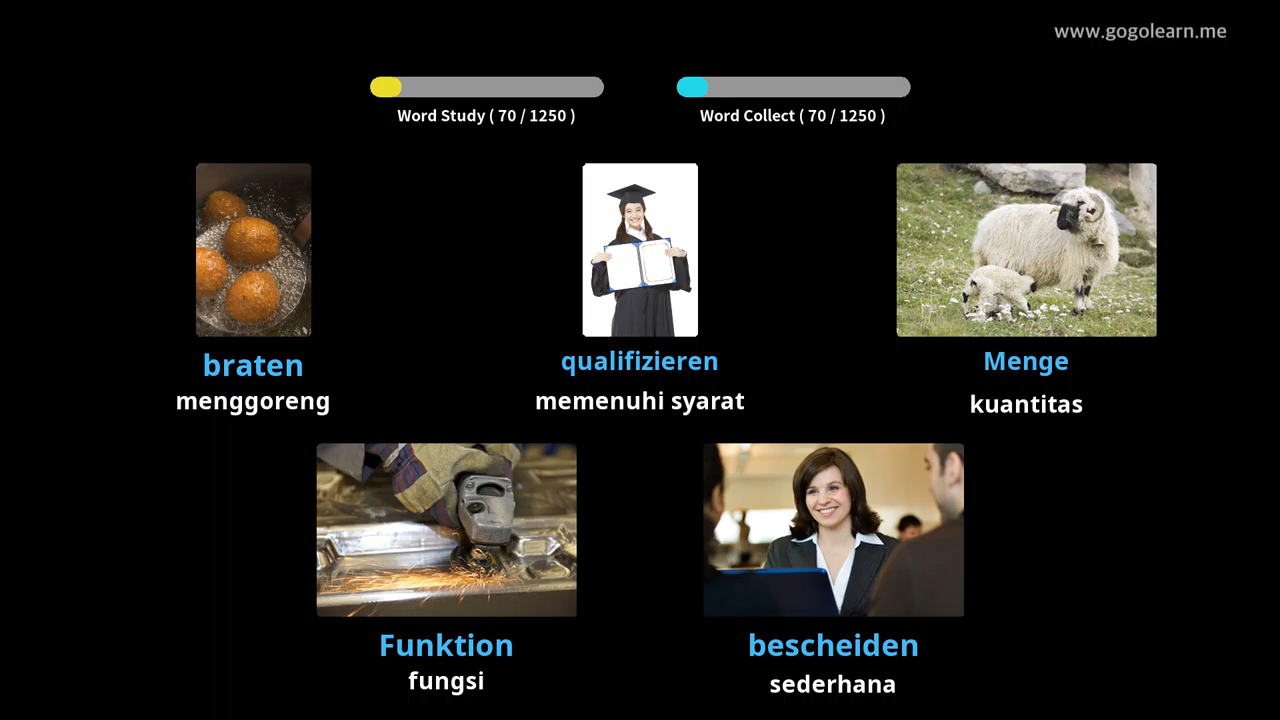 www.gogolearn.me
Word Study ( 70 / 1250 )
Word Collect ( 70 / 1250 )
braten
menggoreng
qualifizieren
memenuhi syarat
Menge
kuantitas
Funktion
fungsi
bescheiden
sederhana